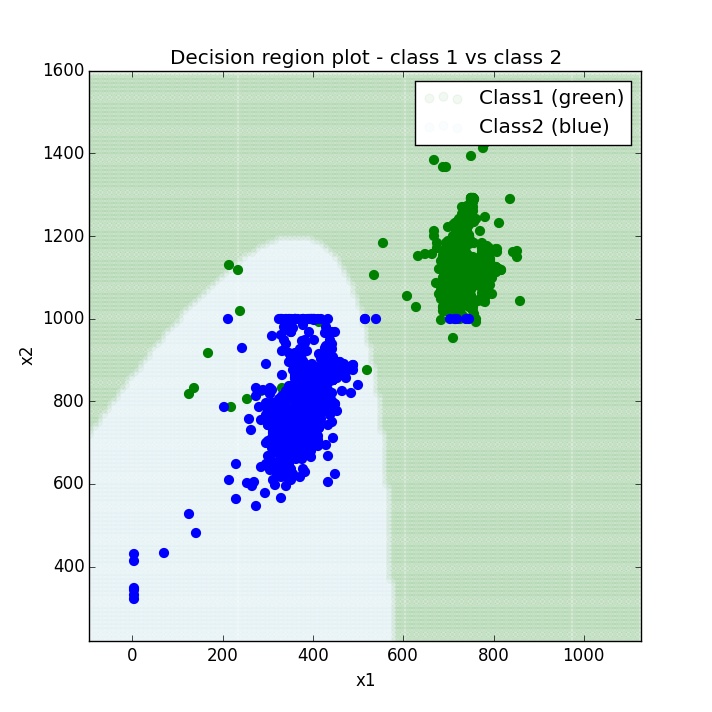 Decision region plot - class 1 vs class 2
1600
1400
1200
1000
800
600
400
x2
Class1 (green)
Class2 (blue)
0 200 400 600 800 1000
x1